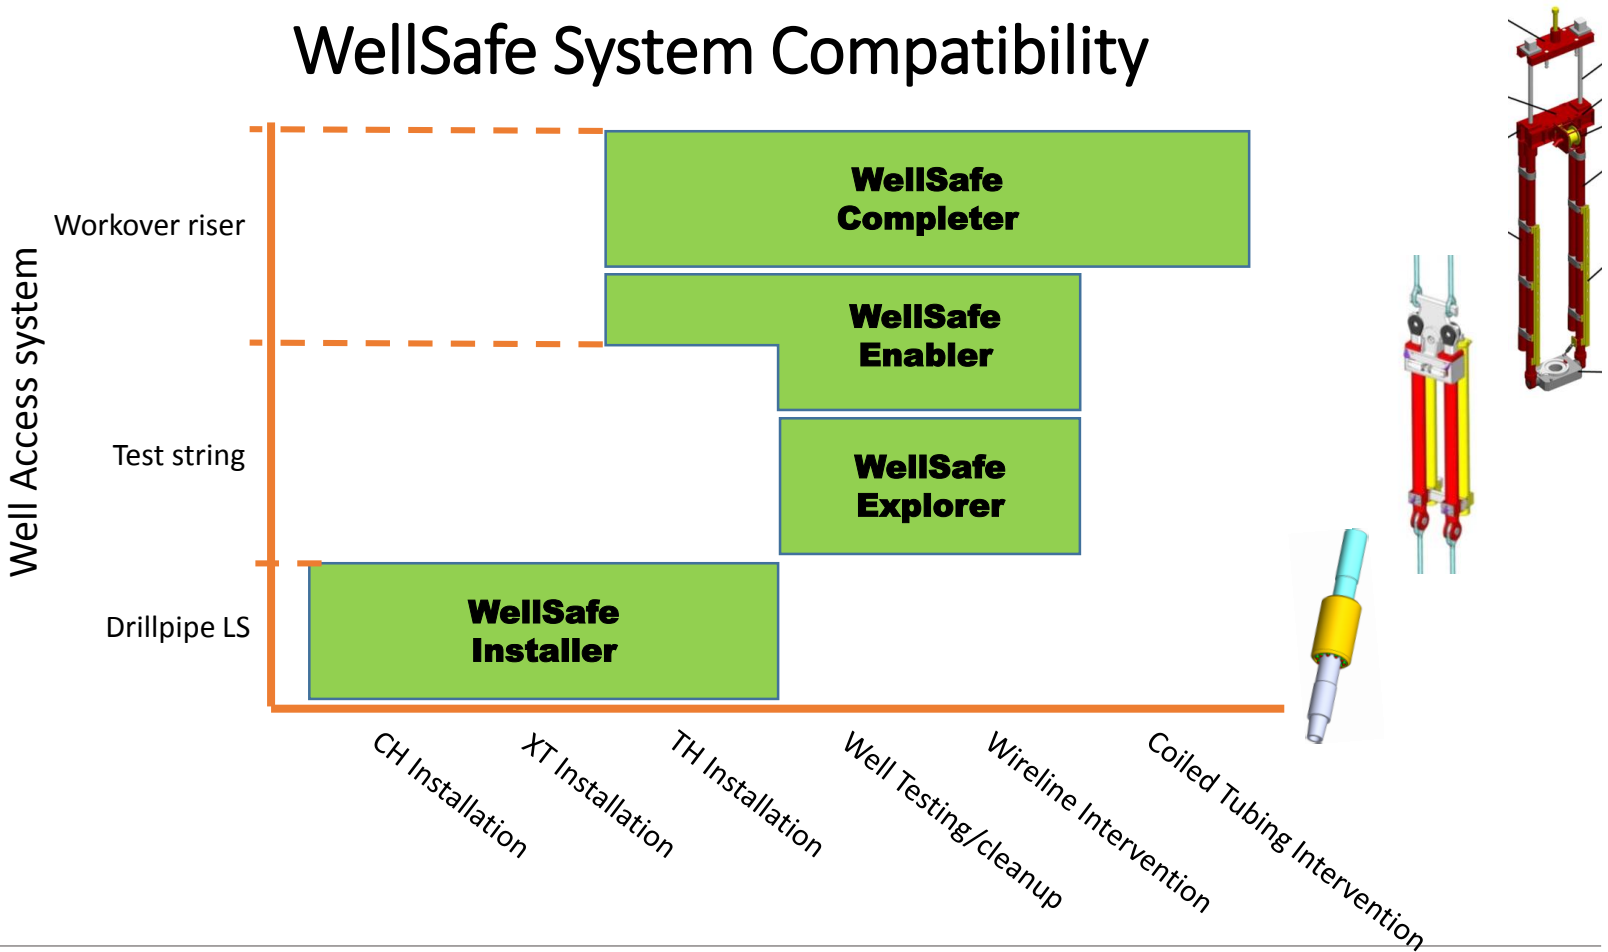 WellSafe System Compatibility
Well Access system
Workover riser
Test string
Drillpipe LS
WellSafe
Completer
WellSafe
Enabler
WellSafe
Explorer
WellSafe
Installer
CH Installation
XT Installation
TH Installation
Well Testing/cleanup
Wireline Intervention
Coiled Tubing Intervention